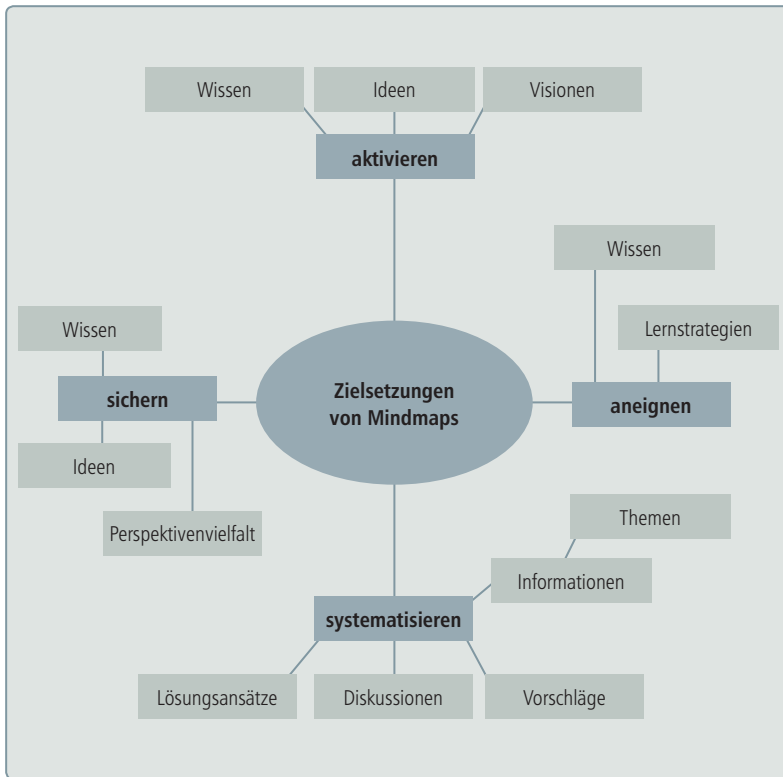 Wissen
Ideen
Visionen
aktivieren
Wissen
Lernstrategien
aneignen
Wissen
sichern
Ideen
Perspektivenvielfalt
Zielsetzungen
von Mindmaps
Themen
Informationen
systematisieren
Lösungsansätze
Diskussionen
Vorschläge